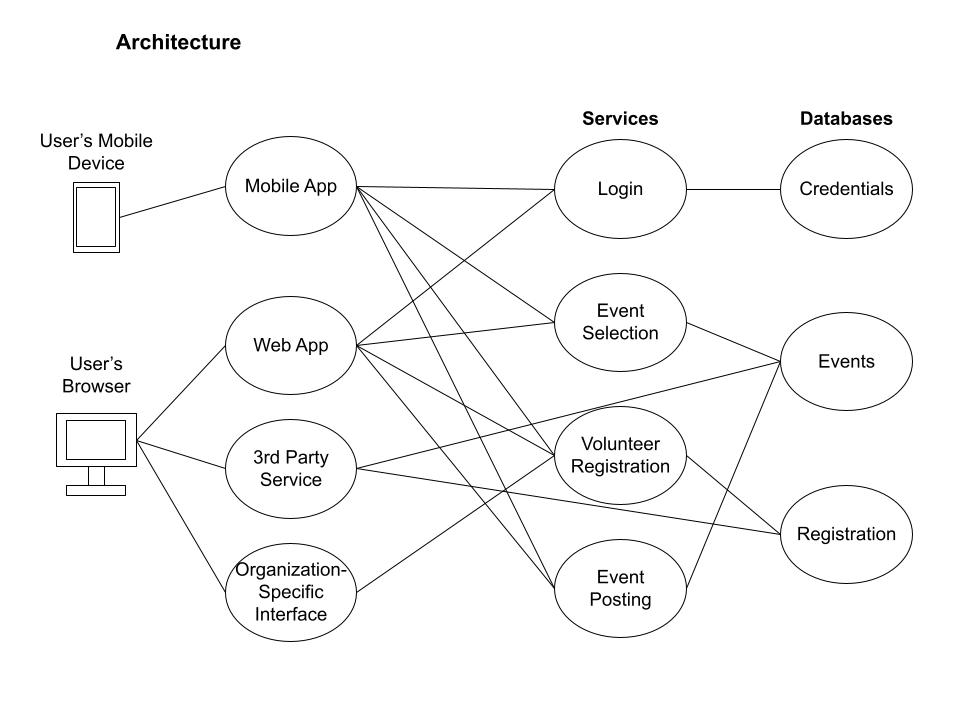 Architecture
Services
Databases
User’s Mobile
Device
Mobile App
Login
Credentials
Event
Selection
Web App
User’s
Browser
Events
3rd Party
Service
Volunteer
Registration
Registration
Organization-
Specific
Interface
Event
Posting